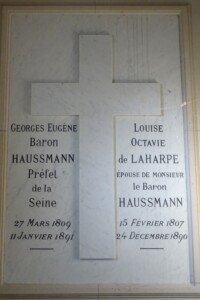 GEORGES EUGÈNE
Baron
HAUSSMANN
Préfet
de la
Seine
27 MARS 1809
11 JANVIER 1891
LOUISE
OCTAVIE
de LAHARPE
ÉPOUSE DE MONSIEUR
le Baron
HAUSSMANN
15 FÉVRIER 1807
24 DECEMBRE 1890